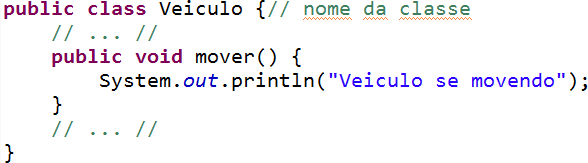 public class Veiculo {// nome da classe
// ... //
public void mover() {
System.out.println("Veiculo se movendo");
}
// ... //
}